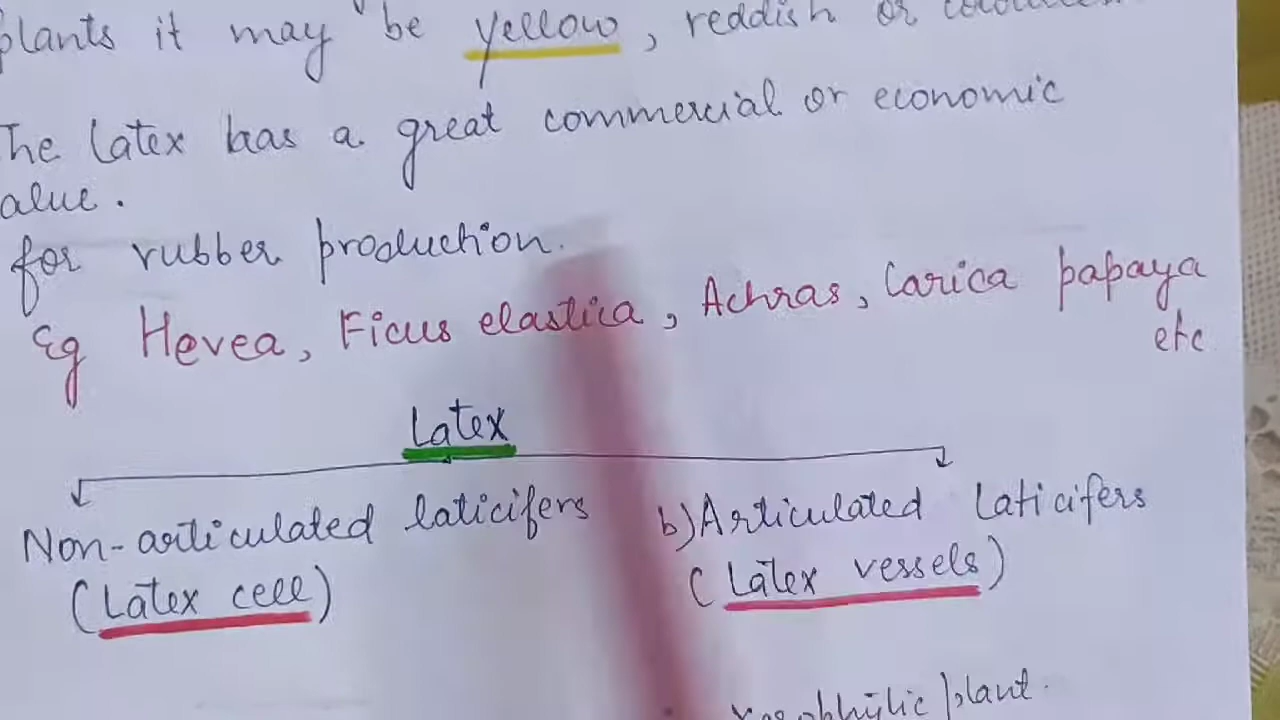 plants it may be yellow, reddish or
The Latex has a great commercial or economic
alue.
for rubber production.
Eg Hevea, Ficus elastica, Achras, Carica papaya
etc
Latex
Non-articulated laticifers b) Articulated Laticifers
(Latex cell) (Latex vessels)
plant.